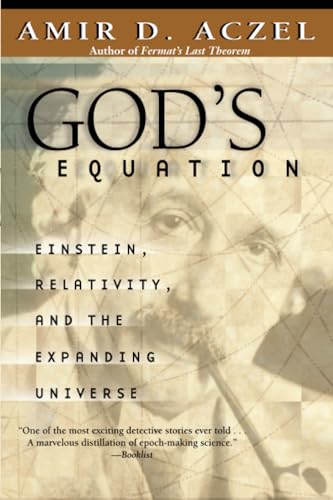 AMIR D. ACZEL
Author of Fermat's Last Theorem
GOD'S
EQUATION
EINSTEIN,
RELATIVITY,
AND THE
EXPANDING
UNIVERSE
"One of the most exciting detective stories ever told . . .
A marvelous distillation of epoch-making science."
—Booklist